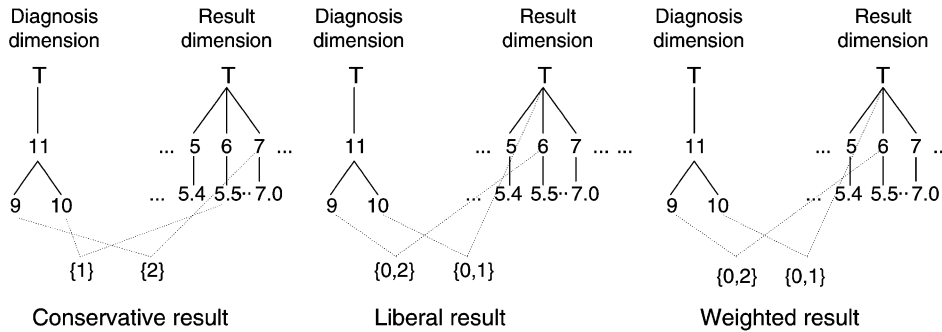 Diagnosis dimension Result dimension Diagnosis dimension Result dimension Diagnosis dimension Result dimension
T T T T T T
11 ... 5 6 7 ... 11 ... 5 6 7 ... ... 11 ... 5 6 7 ..
9 10 ... 5.4 5.5 .. 7.0 9 10 ... 5.4 5.5 .. 7.0 9 10 ... 5.4 5.5 .. 7.0
{1} {2} {0,2} {0,1} {0,2} {0,1}
Conservative result Liberal result Weighted result